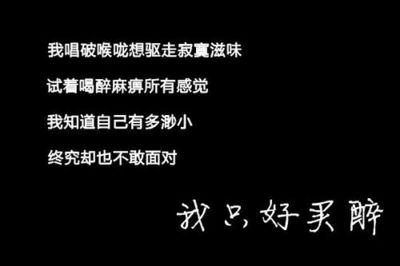 我唱破喉咙想驱走寂寞滋味
试着喝醉麻痹所有感觉
我知道自己有多渺小
终究却也不敢面对
我只好买醉